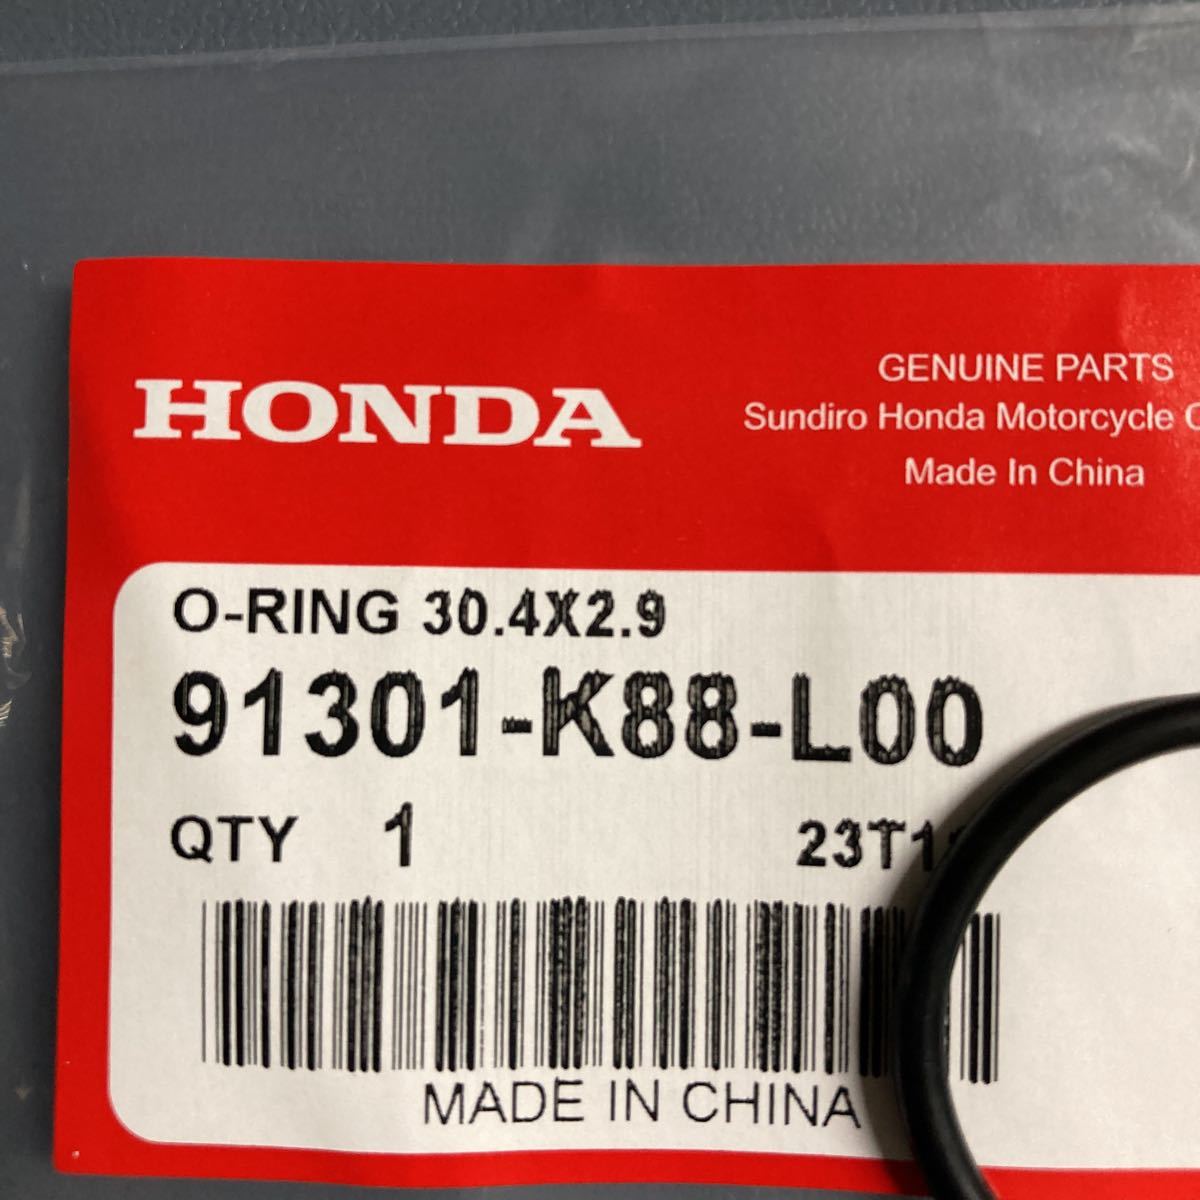 HONDA
GENUINE PARTS
Sundiro Honda Motorcycle
Made In China
O-RING 30.4X2.9
91301-K88-L00
QTY 1
MADE IN CHINA